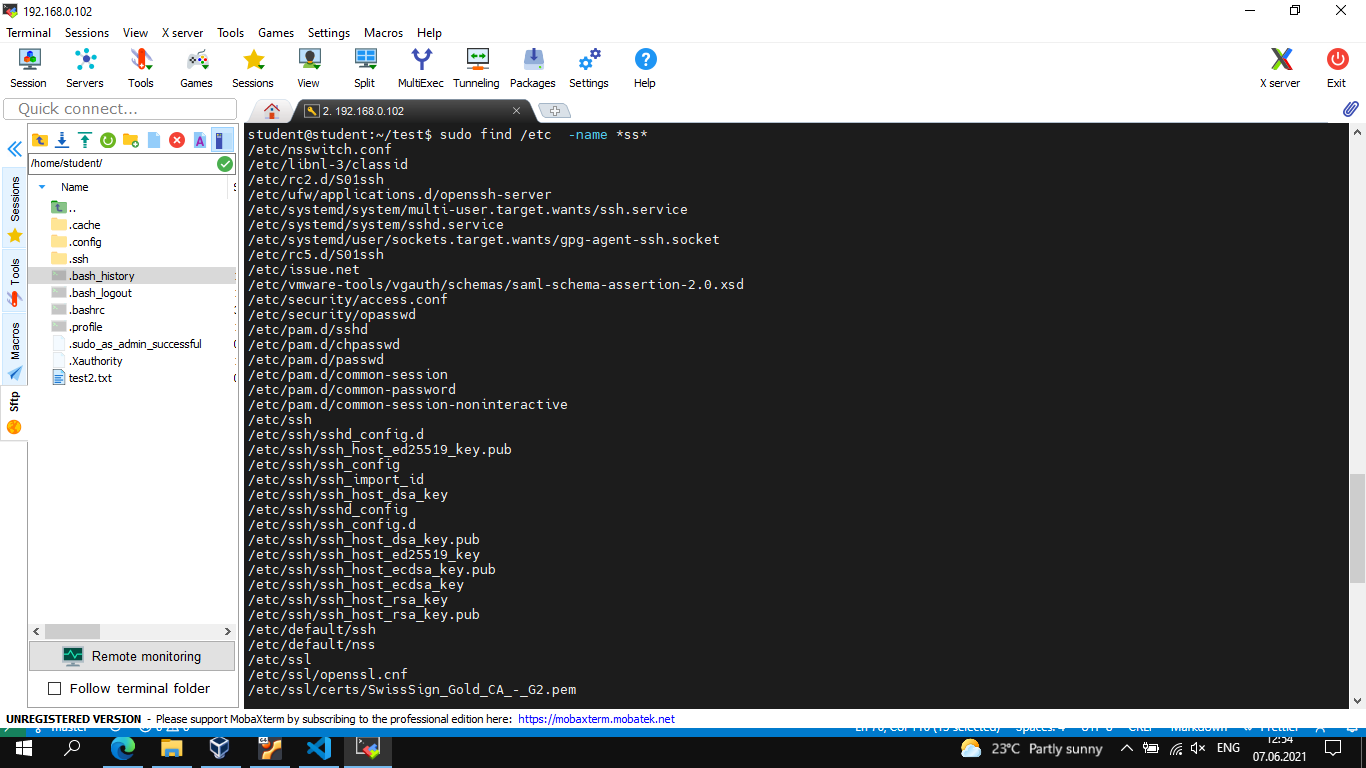 192.168.0.102
Terminal Sessions View X server Tools Games Settings Macros Help
Session Servers Tools Games Sessions View Split MultiExec Tunneling Packages Settings Help X server Exit
Quick connect...
2. 192.168.0.102
/home/student/
Name
..
.cache
.config
.ssh
.bash_history
.bash_logout
.bashrc
.profile
.sudo_as_admin_successful
.Xauthority
test2.txt
Sessions
Tools
Macros
Sftp
Remote monitoring
Follow terminal folder
student@student:~/test$ sudo find /etc  -name *ss*
/etc/nsswitch.conf
/etc/libnl-3/classid
/etc/rc2.d/S01ssh
/etc/ufw/applications.d/openssh-server
/etc/systemd/system/multi-user.target.wants/ssh.service
/etc/systemd/system/sshd.service
/etc/systemd/user/sockets.target.wants/gpg-agent-ssh.socket
/etc/rc5.d/S01ssh
/etc/issue.net
/etc/vmware-tools/vgauth/schemas/saml-schema-assertion-2.0.xsd
/etc/security/access.conf
/etc/security/opasswd
/etc/pam.d/sshd
/etc/pam.d/chpasswd
/etc/pam.d/passwd
/etc/pam.d/common-session
/etc/pam.d/common-password
/etc/pam.d/common-session-noninteractive
/etc/ssh
/etc/ssh/sshd_config.d
/etc/ssh/ssh_host_ed25519_key.pub
/etc/ssh/ssh_config
/etc/ssh/ssh_import_id
/etc/ssh/ssh_host_dsa_key
/etc/ssh/sshd_config
/etc/ssh/ssh_config.d
/etc/ssh/ssh_host_dsa_key.pub
/etc/ssh/ssh_host_ed25519_key
/etc/ssh/ssh_host_ecdsa_key.pub
/etc/ssh/ssh_host_ecdsa_key
/etc/ssh/ssh_host_rsa_key
/etc/ssh/ssh_host_rsa_key.pub
/etc/default/ssh
/etc/default/nss
/etc/ssl
/etc/ssl/openssl.cnf
/etc/ssl/certs/SwissSign_Gold_CA_-_G2.pem
UNREGISTERED VERSION - Please support MobaXterm by subscribing to the professional edition here: https://mobaxterm.mobatek.net
23°C Partly sunny ENG 12:54
07.06.2021